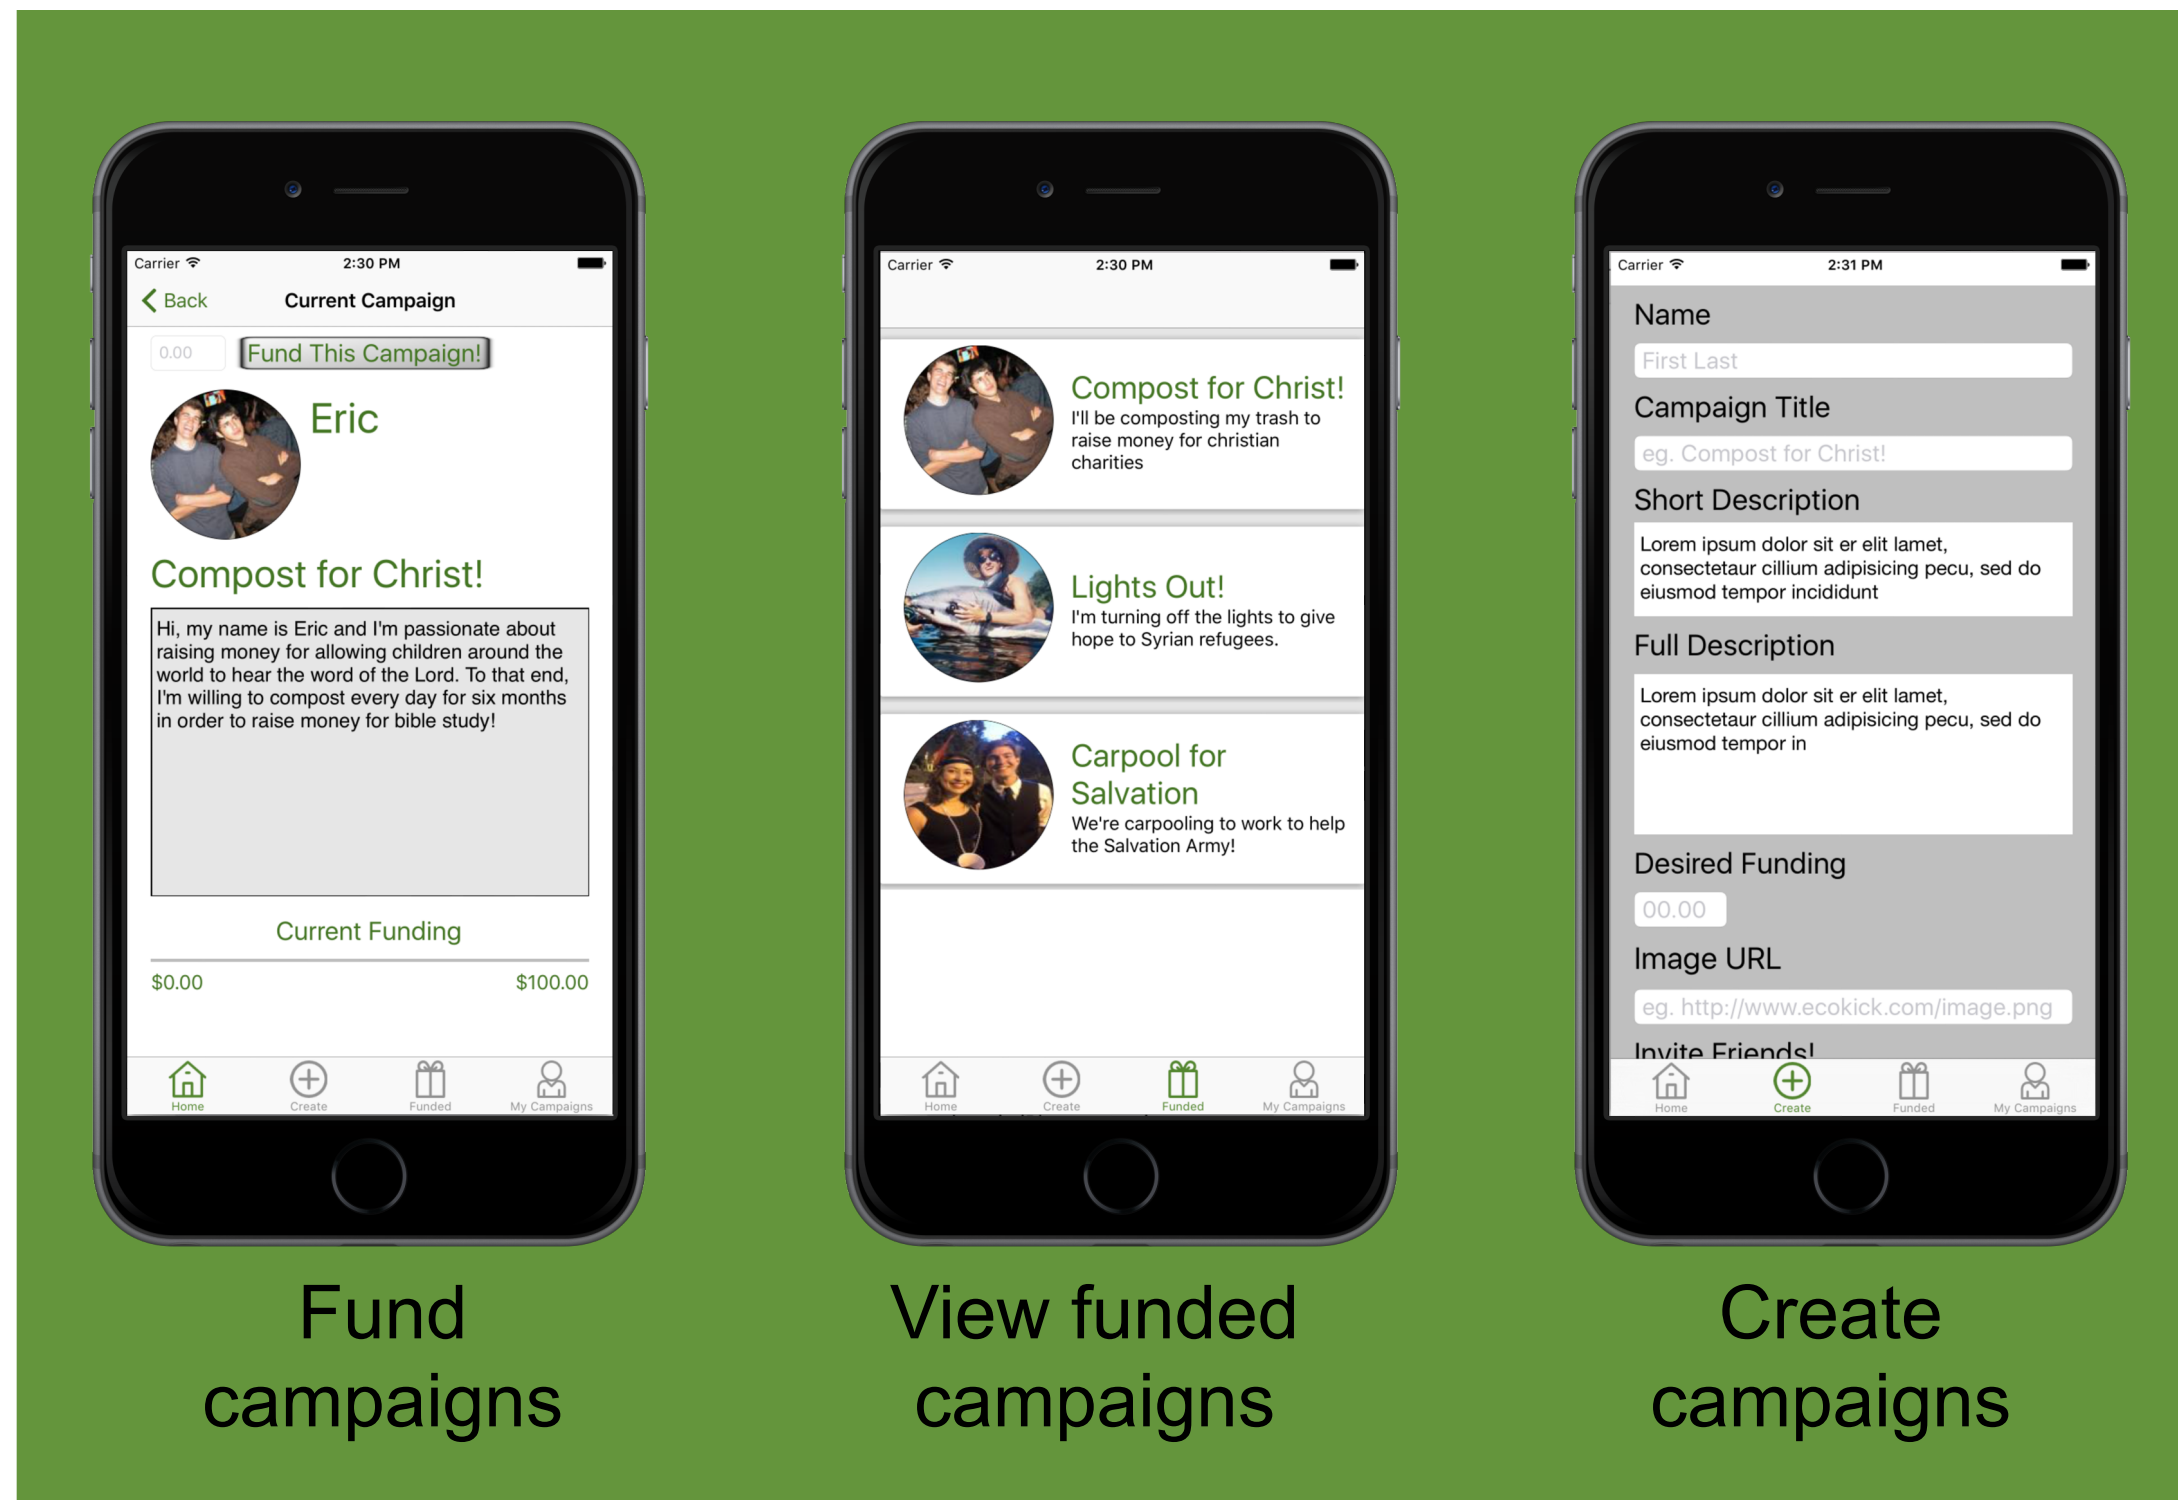 Carrier 2:30 PM
Back Current Campaign
0.00 Fund This Campaign!
Eric
Compost for Christ!
Hi, my name is Eric and I'm passionate about
raising money for allowing children around the
world to hear the word of the Lord. To that end,
I'm willing to compost every day for six months
in order to raise money for bible study!
Current Funding
$0.00 $100.00
Home Create Funded My Campaigns
Fund
campaigns
Carrier 2:30 PM
Compost for Christ!
I'll be composting my trash to
raise money for christian
charities
Lights Out!
I'm turning off the lights to give
hope to Syrian refugees.
Carpool for
Salvation
We're carpooling to work to help
the Salvation Army!
Home Create Funded My Campaigns
View funded
campaigns
Carrier 2:31 PM
Name
First Last
Campaign Title
eg. Compost for Christ!
Short Description
Lorem ipsum dolor sit er elit lamet,
consectetaur cillium adipisicing pecu, sed do
eiusmod tempor incididunt
Full Description
Lorem ipsum dolor sit er elit lamet,
consectetaur cillium adipisicing pecu, sed do
eiusmod tempor in
Desired Funding
00.00
Image URL
eg. http://www.ecokick.com/image.png
Invite Friends!
Home Create Funded My Campaigns
Create
campaigns